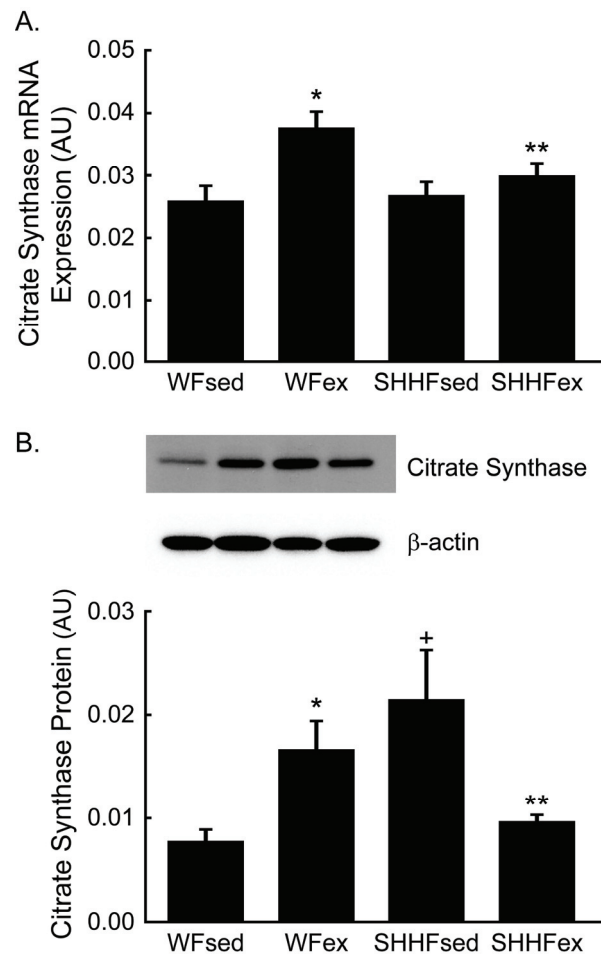 A.
Citrate Synthase mRNA
Expression (AU)
0.05
*
0.04
**
0.03
0.02
0.01
0.00
WFsed WFex SHHFsed SHHFex
B.
Citrate Synthase
β-actin
Citrate Synthase Protein (AU)
0.03
+
0.02
*
**
0.01
0.00
WFsed WFex SHHFsed SHHFex